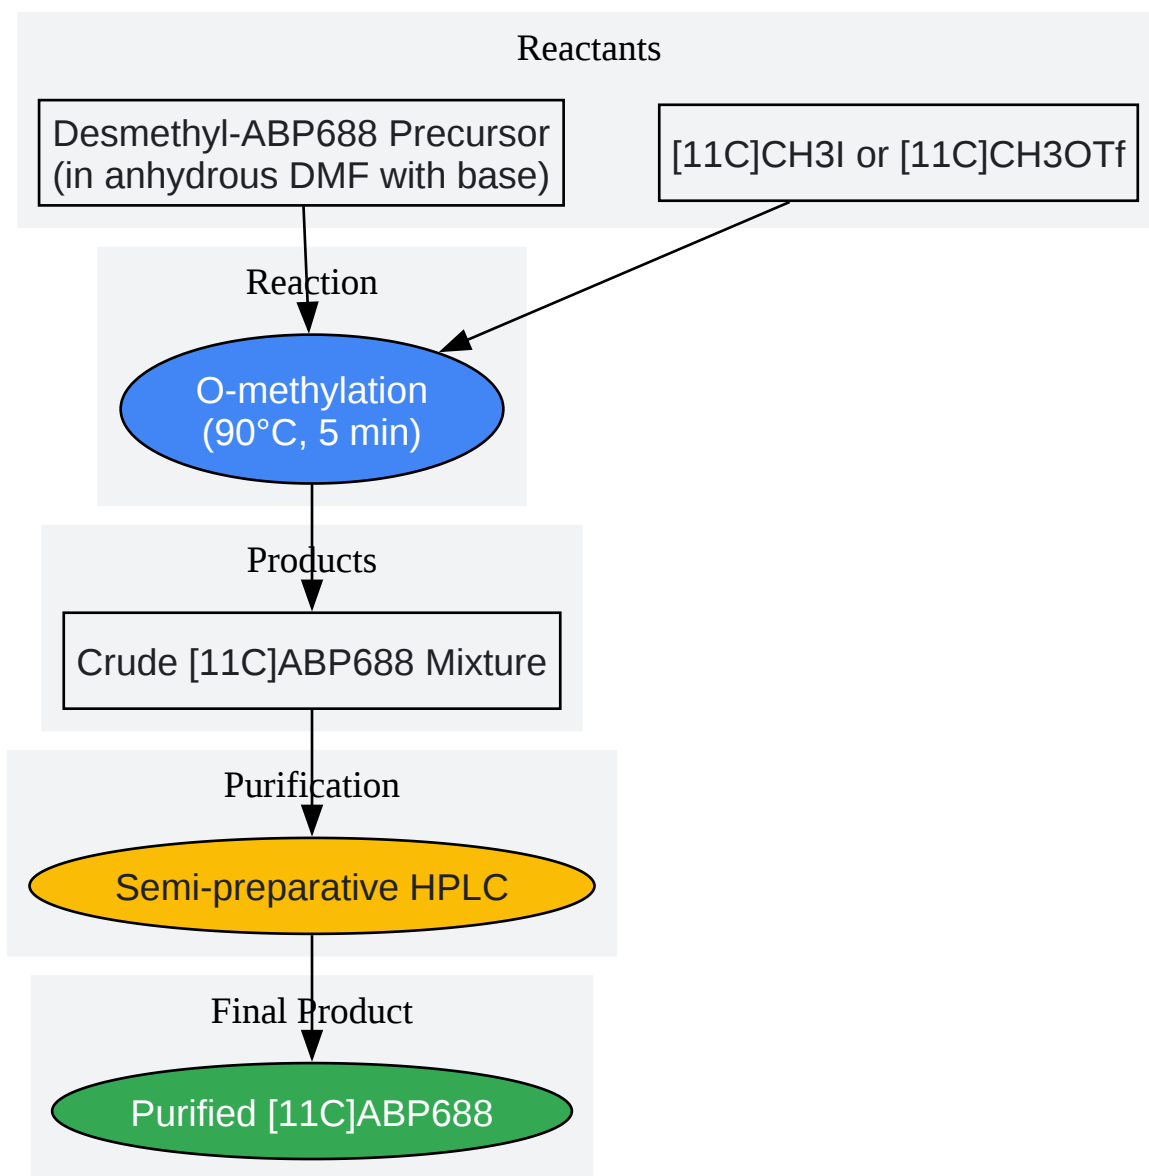 Reactants
Desmethyl-ABP688 Precursor
(in anhydrous DMF with base)
[11C]CH3I or [11C]CH3OTf
Reaction
O-methylation
(90°C, 5 min)
Products
Crude [11C]ABP688 Mixture
Purification
Semi-preparative HPLC
Final Product
Purified [11C]ABP688